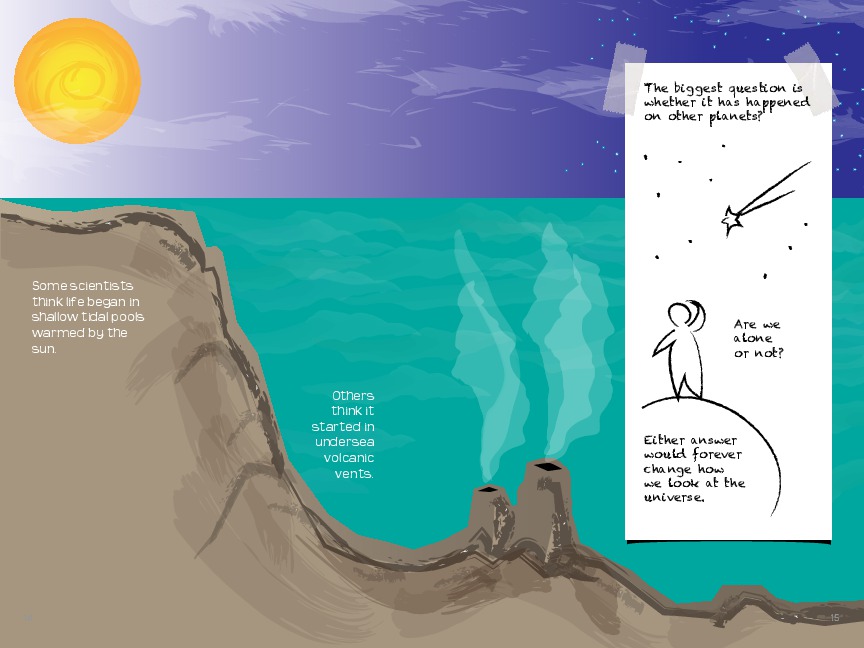 Some scientists
think life began in
shallow tidal pools
warmed by the
sun.
Others
think it
started in
undersea
volcanic
vents.
The biggest question is
whether it has happened
on other planets?
Are we
alone
or not?
Either answer
would forever
change how
we look at the
universe.
15